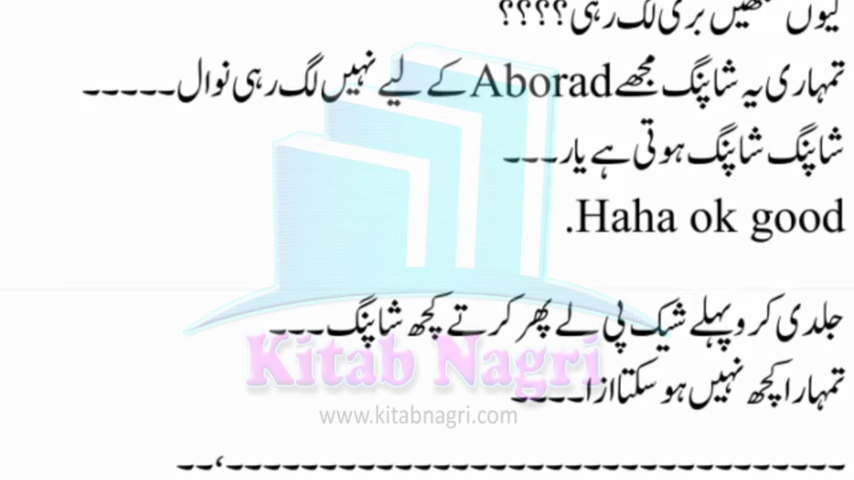 کیوں تمھیں بری لگ رہی؟؟؟؟
تمہاری یہ شاپنگ مجھے Aborad کے لیے نہیں لگ رہی نوال-----
شاپنگ شاپنگ ہوتی ہے یار---
Haha ok good.
جلدی کرو پہلے شیک پی لے پھر کرتے کچھ شاپنگ---
تمہارا کچھ نہیں ہو سکتا ازا----
Kitab Nagri
www.kitabnagri.com
---------------------------------،--